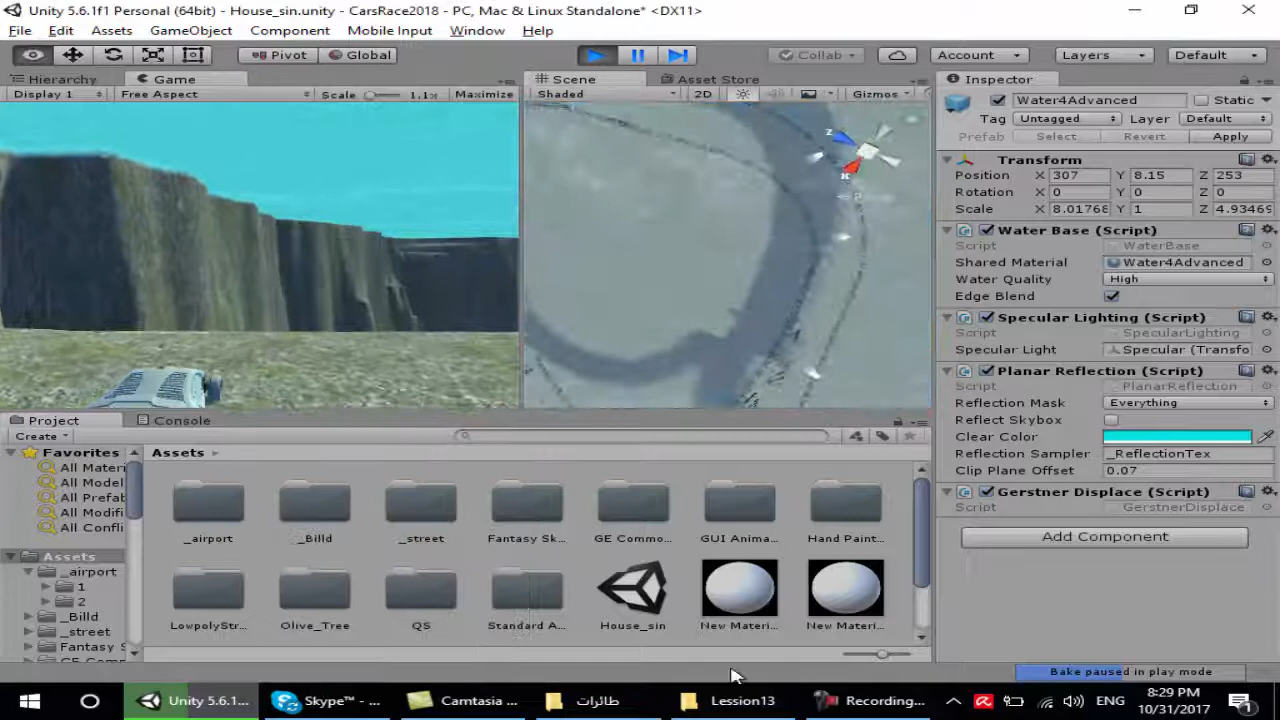 Unity 5.6.1f1 Personal (64bit) - House_sin.unity - CarsRace2018 - PC, Mac & Linux Standalone* <DX11>
File Edit Assets GameObject Component Mobile Input Window Help
Pivot Global Collab Account Layers Default
Hierarchy Game Scene Asset Store Inspector
Display 1 Free Aspect Scale 1.1x Maximize Shaded 2D Gizmos
Water4Advanced Static
Tag Untagged Layer Default
Prefab Select Revert Apply
Transform
Position X 307 Y 8.15 Z 253
Rotation X 0 Y 0 Z 0
Scale X 8.01768 Y 1 Z 4.93469
Water Base (Script)
Script WaterBase
Shared Material Water4Advanced
Water Quality High
Edge Blend
Specular Lighting (Script)
Script SpecularLighting
Specular Light Specular (Transfo
Planar Reflection (Script)
Script PlanarReflection
Reflection Mask Everything
Reflect Skybox
Clear Color
Reflection Sampler _ReflectionTex
Clip Plane Offset 0.07
Gerstner Displace (Script)
Script GerstnerDisplace
Add Component
z
x
Project Console
Create
Favorites
All Materi
All Model
All Prefab
All Modifi
All Confli
Assets
_airport
1
2
_Billd
_street
Fantasy S
Assets
_airport _Billd _street Fantasy Sk... GE Commo... GUI Anima... Hand Paint...
LowpolyStr... Olive_Tree QS Standard A... House_sin New Materi... New Materi...
Bake paused in play mode
Unity 5.6.1... Skype™ - ... Camtasia ... طائرات Lession13 Recording... ENG
8:29 PM
10/31/2017
1